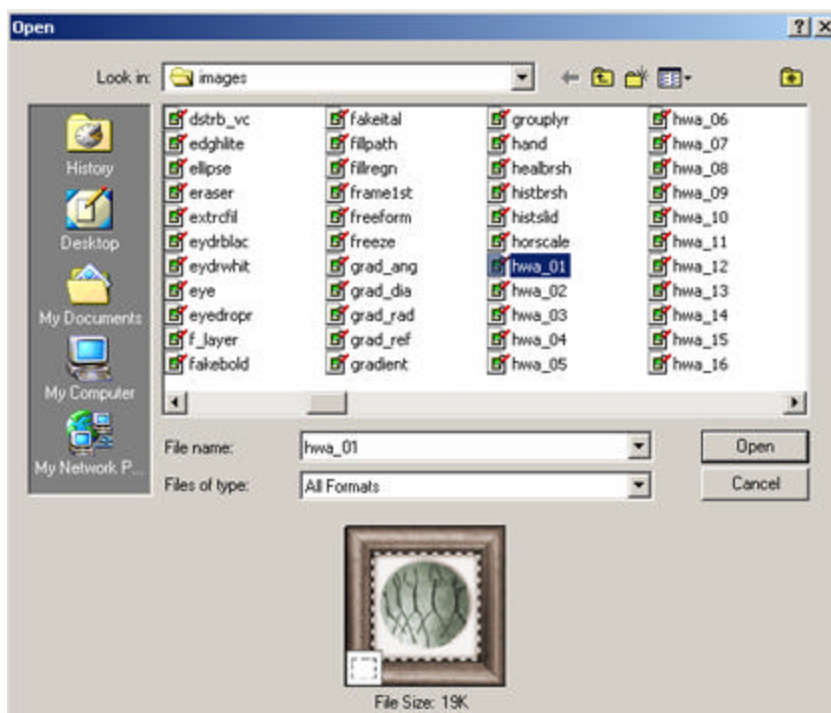 Open
Look in: images
History
Desktop
My Documents
My Computer
My Network P...
dstrb_vc
edghlite
ellipse
eraser
extrcfil
eydrblac
eydrwhit
eye
eyedropr
f_layer
fakebold
fakeital
fillpath
fillregn
frame1st
freeform
freeze
grad_ang
grad_dia
grad_rad
grad_ref
gradient
grouplyr
hand
healbrsh
histbrsh
histslid
horscale
hwa_01
hwa_02
hwa_03
hwa_04
hwa_05
hwa_06
hwa_07
hwa_08
hwa_09
hwa_10
hwa_11
hwa_12
hwa_13
hwa_14
hwa_15
hwa_16
File name: hwa_01 Open
Files of type: All Formats Cancel
File Size: 19K